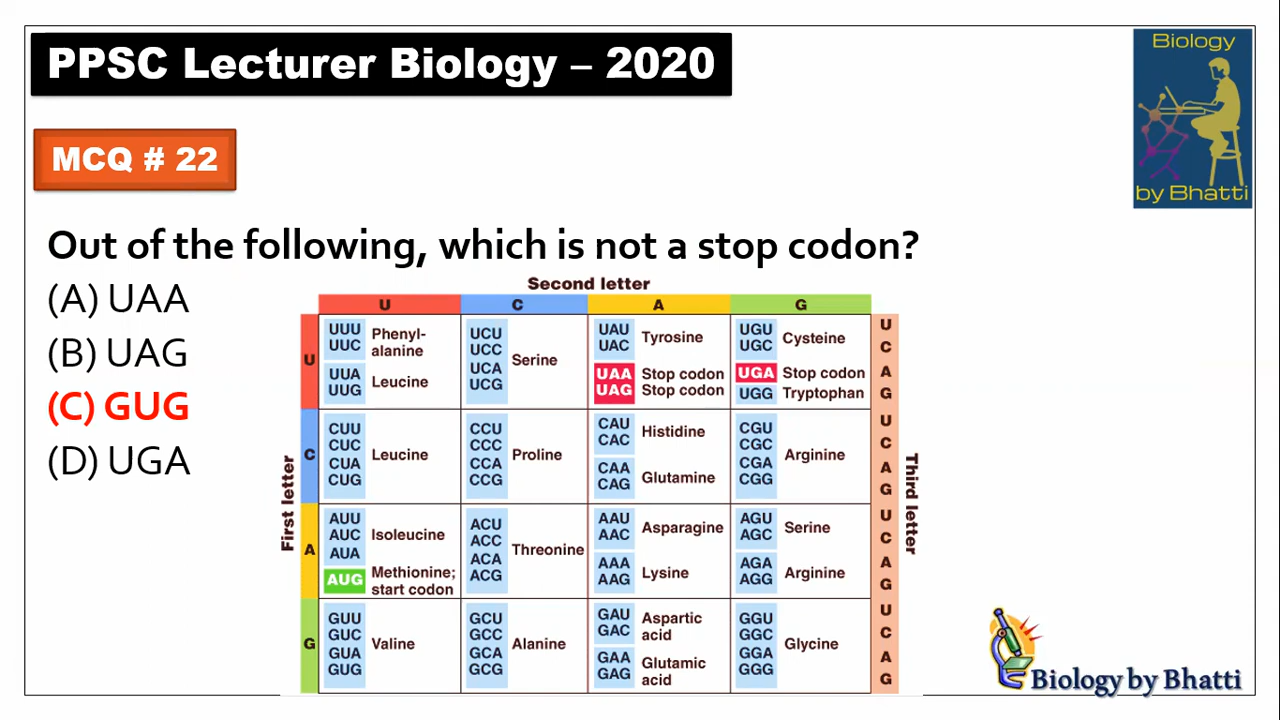 PPSC Lecturer Biology – 2020
Biology
by Bhatti
MCQ # 22
Out of the following, which is not a stop codon?
(A) UAA
(B) UAG
(C) GUG
(D) UGA
Second letter
U C A G
First letter
Third letter
U
UUU Phenyl-
UUC alanine
UUA Leucine
UUG
UCU
UCC Serine
UCA
UCG
UAU Tyrosine
UAC
UAA Stop codon
UAG Stop codon
UGU Cysteine
UGC
UGA Stop codon
UGG Tryptophan
U
C
A
G
C
CUU
CUC Leucine
CUA
CUG
CCU
CCC Proline
CCA
CCG
CAU Histidine
CAC
CAA Glutamine
CAG
CGU
CGC Arginine
CGA
CGG
U
C
A
G
A
AUU
AUC Isoleucine
AUA
AUG Methionine;
start codon
ACU
ACC Threonine
ACA
ACG
AAU Asparagine
AAC
AAA Lysine
AAG
AGU Serine
AGC
AGA Arginine
AGG
U
C
A
G
G
GUU
GUC Valine
GUA
GUG
GCU
GCC Alanine
GCA
GCG
GAU Aspartic
GAC acid
GAA Glutamic
GAG acid
GGU
GGC Glycine
GGA
GGG
U
C
A
G
Biology by Bhatti